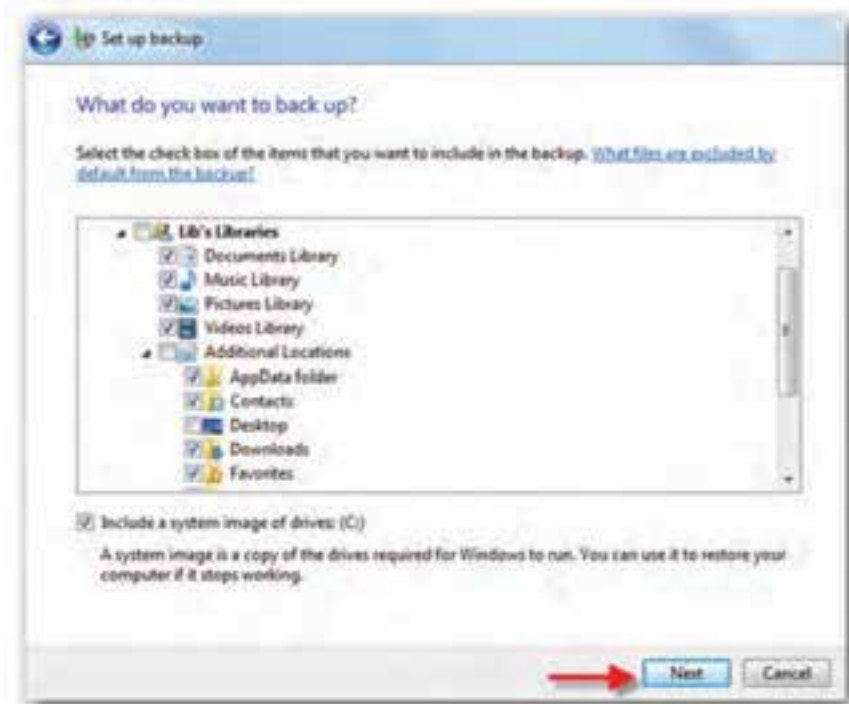 Set up backup
What do you want to back up?
Select the check box of the items that you want to include in the backup. What files are excluded by
default from the backup?
Lib's Libraries
Documents Library
Music Library
Pictures Library
Videos Library
Additional Locations
AppData folder
Contacts
Desktop
Downloads
Favorites
Include a system image of drives: (C:)
A system image is a copy of the drives required for Windows to run. You can use it to restore your
computer if it stops working.
Next Cancel